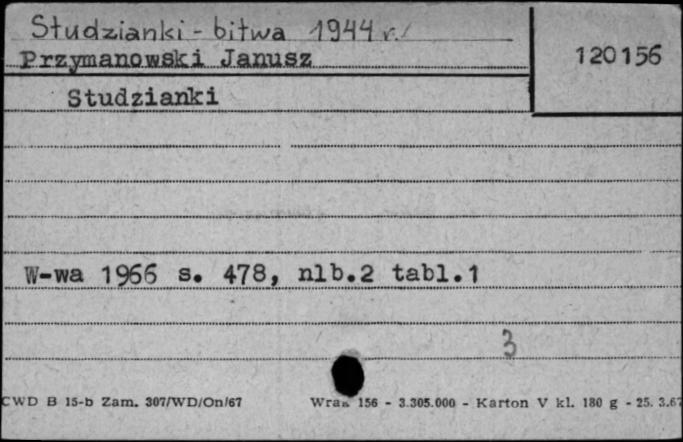 Studzianki - bitwa 1944 r.
Przymanowski Janusz
120156
Studzianki
W-wa 1966 s. 478, nlb.2 tabl.1
3
CWD B 15-b Zam. 307/WD/On/67 156 - 3.305.000 - Karton V kl. 180 g - 25. 3.67